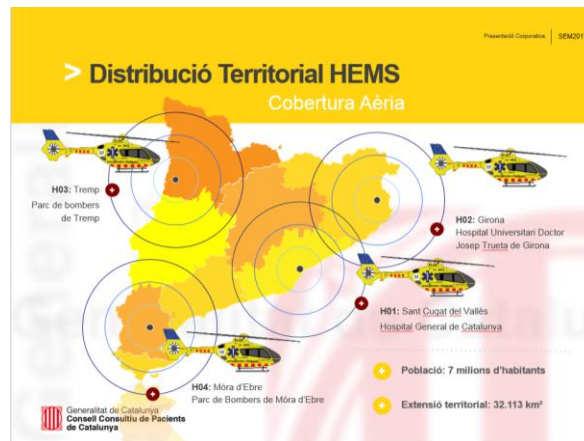 Presentació Corporativa
SEM201
> Distribució Territorial HEMS
Cobertura Aèria
H03: Tremp
Parc de bombers
de Tremp
H02: Girona
Hospital Universitari Doctor
Josep Trueta de Girona
H01: Sant Cugat del Vallès
Hospital General de Catalunya
H04: Móra d'Ebre
Parc de Bombers de Móra d'Ebre
Població: 7 milions d'habitants
Extensió territorial: 32.113 km²
Generalitat de Catalunya
Consell Consultiu de Pacients
de Catalunya